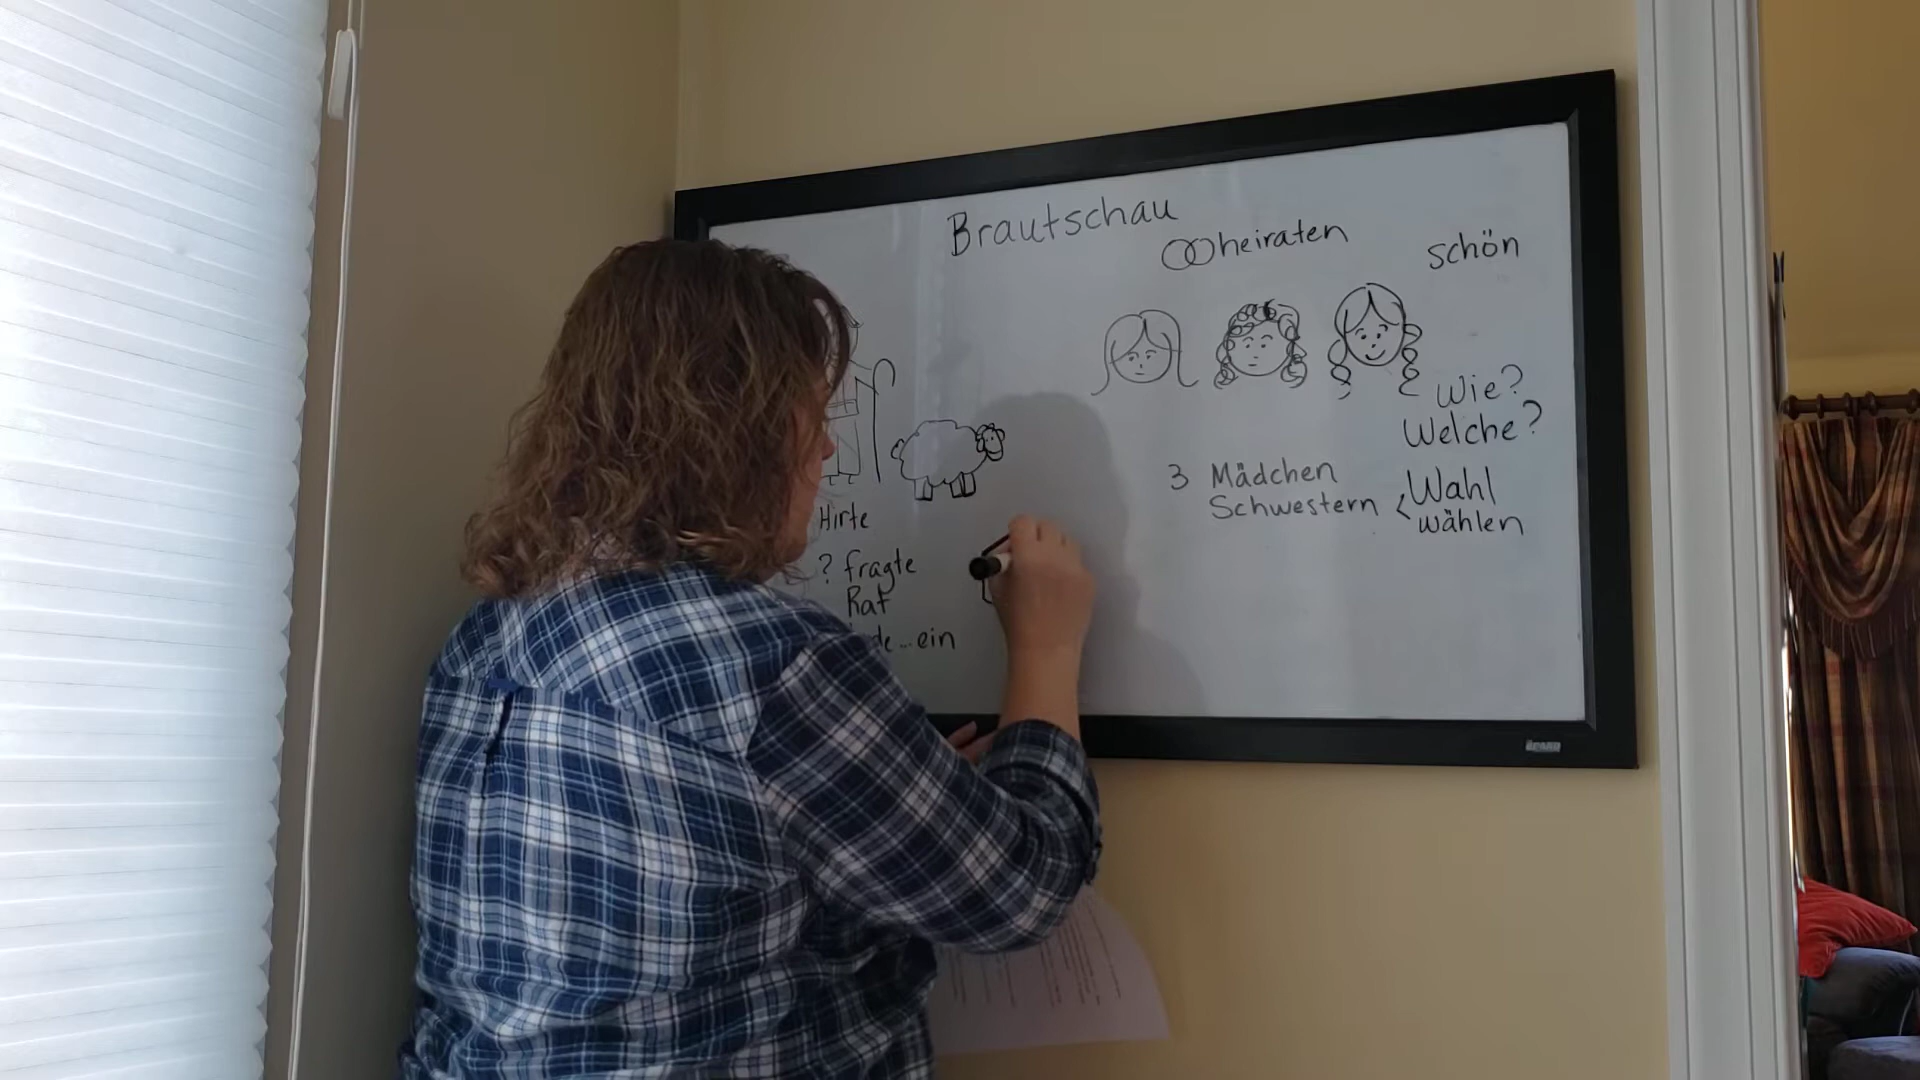 Brautschau
heiraten
schön
Wie?
Welche?
3 Mädchen
Schwestern
Wahl
wählen
Hirte
? fragte
Rat
...ein